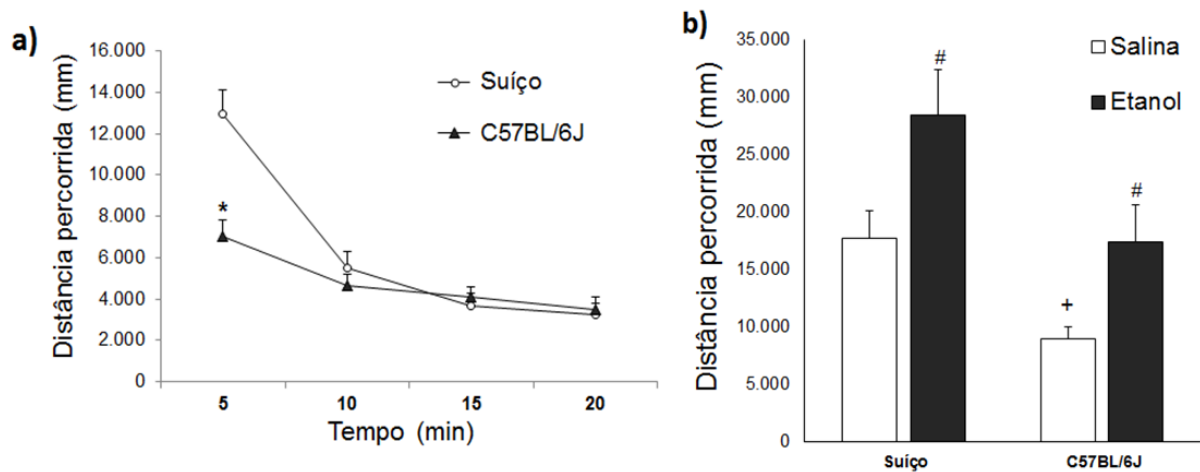 a)
Distância percorrida (mm)
16.000
14.000
12.000
10.000
8.000
6.000
4.000
2.000
0
Suíço
C57BL/6J
*
5 10 15 20
Tempo (min)
b)
Distância percorrida (mm)
35.000
30.000
25.000
20.000
15.000
10.000
5.000
0
Salina
Etanol
#
#
+
Suíço C57BL/6J